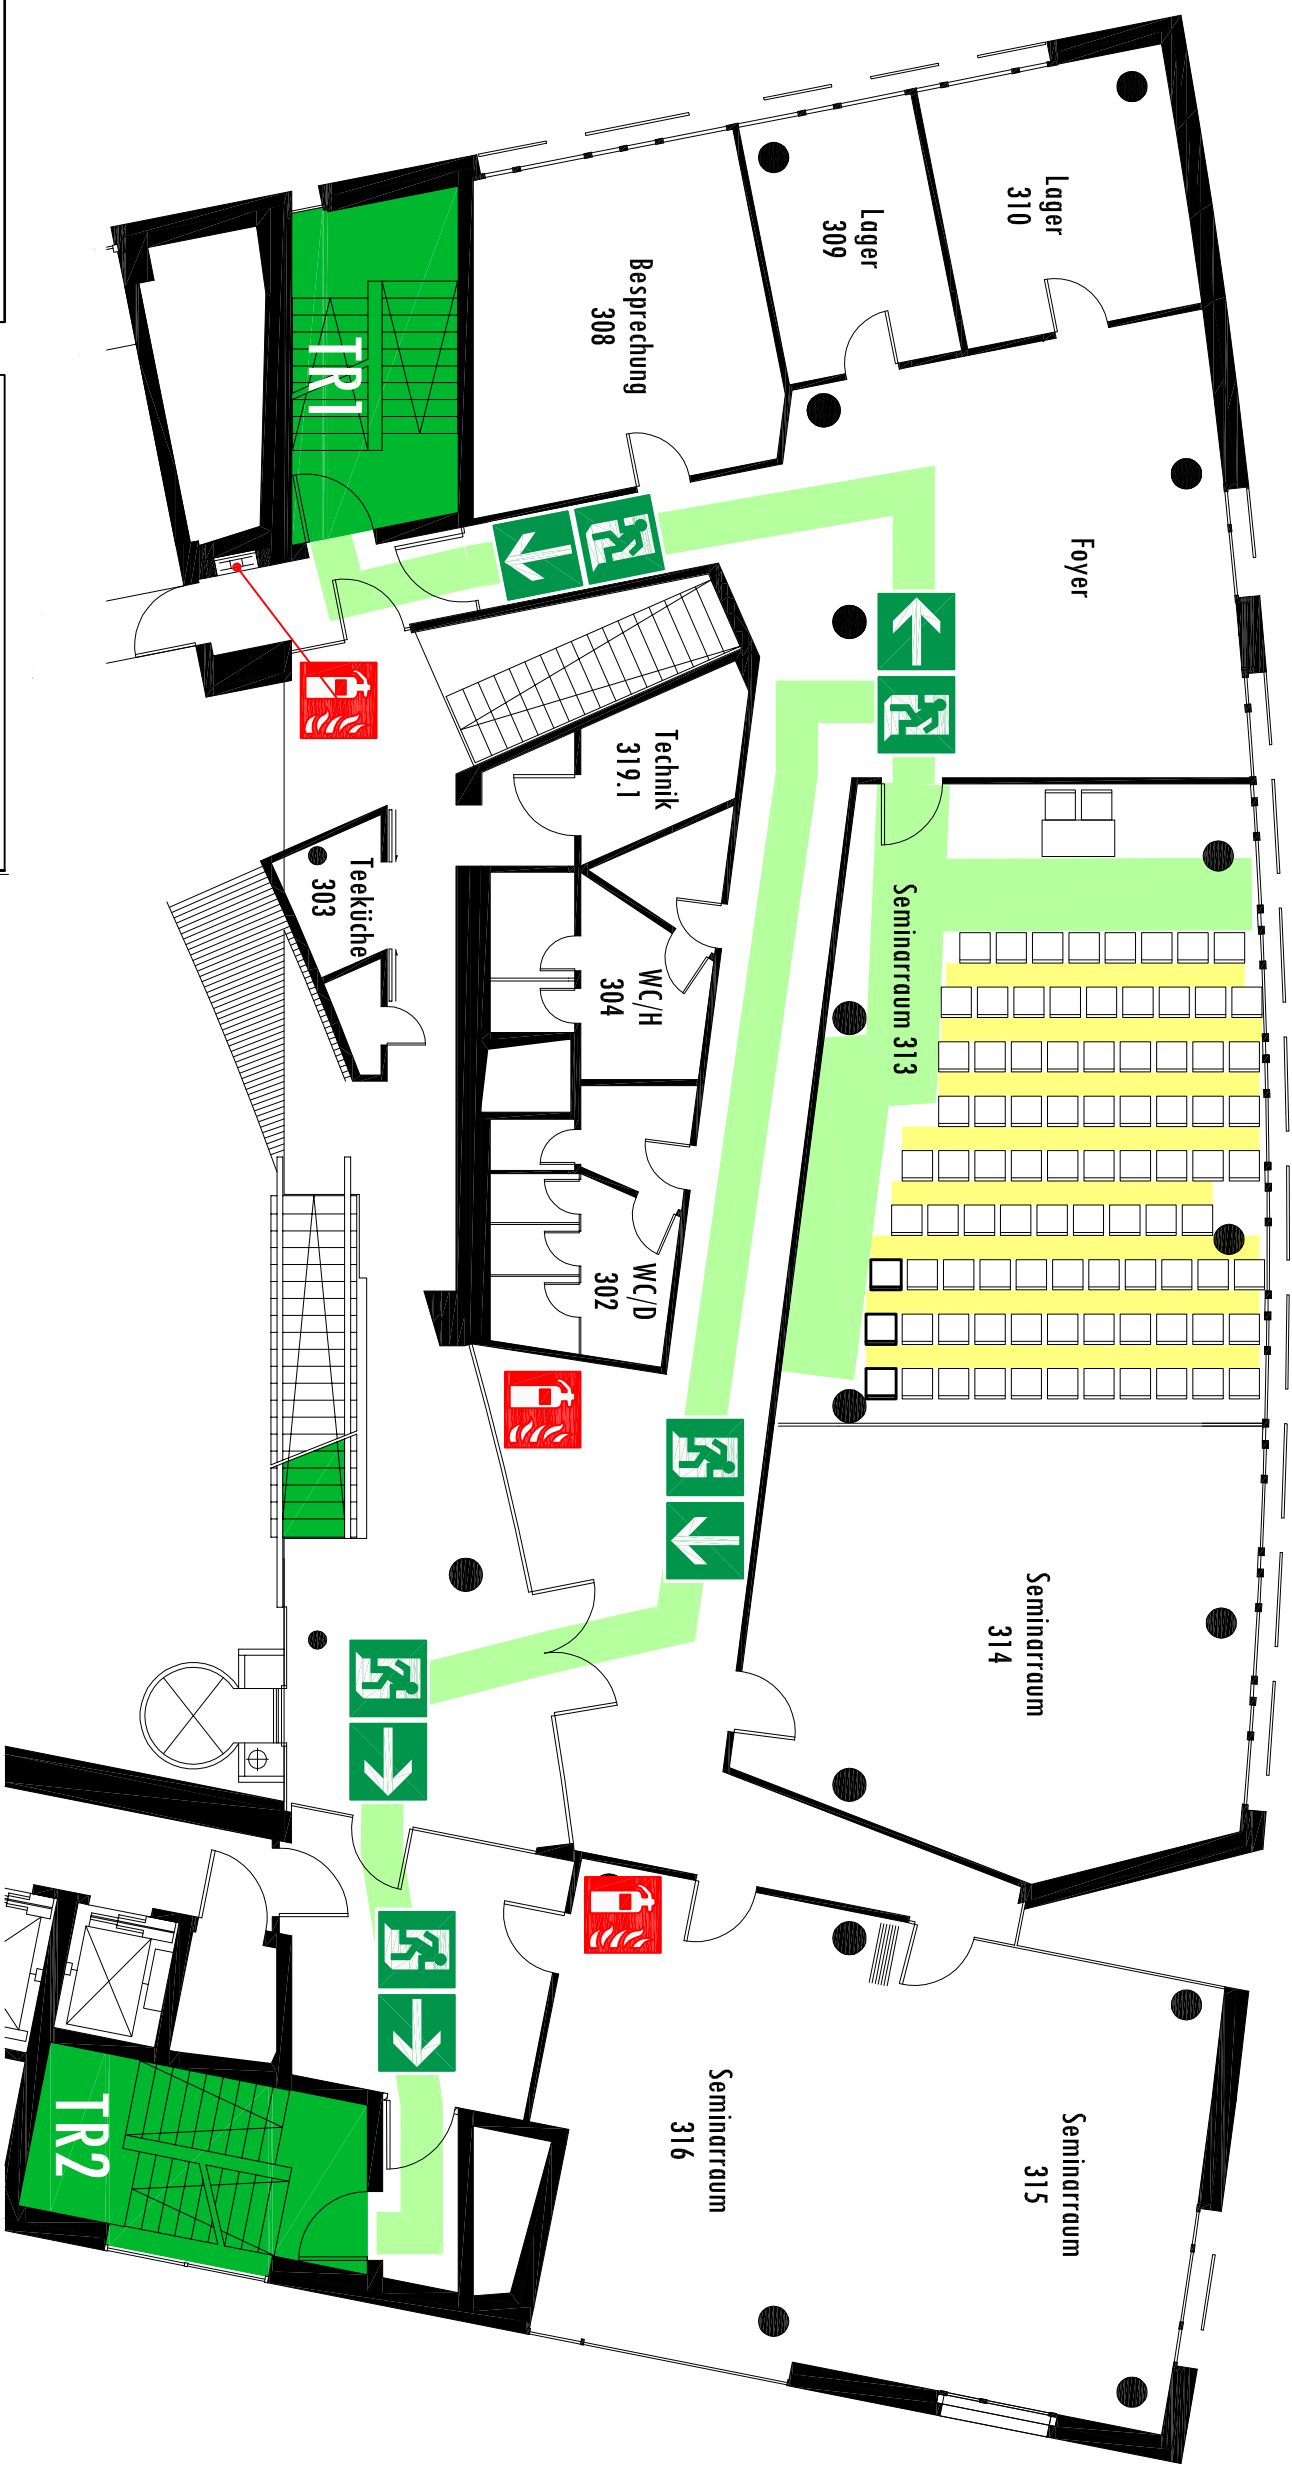 Lager
310
Lager
309
Besprechung
308
TR1
Foyer
Technik
319.1
Teeküche
303
WC/H
304
Seminarraum 313
WC/D
302
Seminarraum
314
Seminarraum
315
Seminarraum
316
TR2